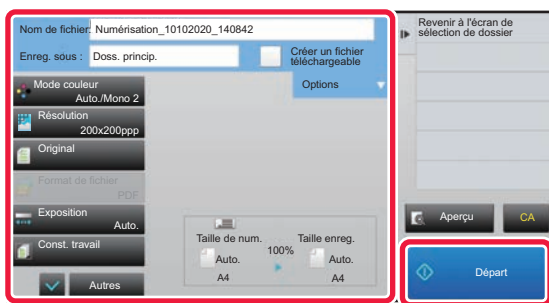 Nom de fichier: Numérisation_10102020_140842
Enreg. sous : Doss. princip.
Créer un fichier
téléchargeable
Options
Mode couleur
Auto./Mono 2
Résolution
200x200ppp
Original
Format de fichier
PDF
Exposition
Auto.
Const. travail
Autres
Taille de num.
100%
Taille enreg.
Auto.
Auto.
A4
A4
Revenir à l'écran de
sélection de dossier
Aperçu
CA
Départ